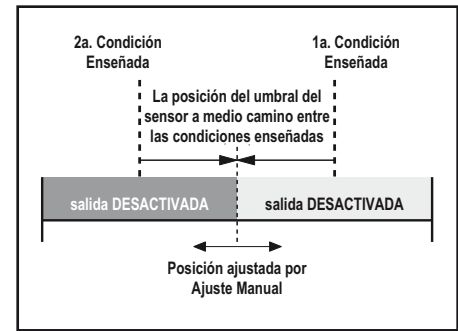 2a. Condición
Enseñada
1a. Condición
Enseñada
La posición del umbral del
sensor a medio camino entre
las condiciones enseñadas
salida DESACTIVADA
salida DESACTIVADA
Posición ajustada por
Ajuste Manual